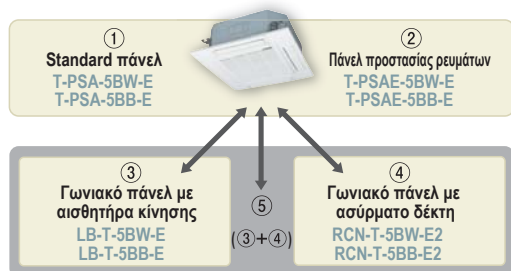 ①
Standard πάνελ
T-PSA-5BW-E
T-PSA-5BB-E
②
Πάνελ προστασίας ρευμάτων
T-PSAE-5BW-E
T-PSAE-5BB-E
③
Γωνιακό πάνελ με
αισθητήρα κίνησης
LB-T-5BW-E
LB-T-5BB-E
⑤
(③+④)
④
Γωνιακό πάνελ με
ασύρματο δέκτη
RCN-T-5BW-E2
RCN-T-5BB-E2